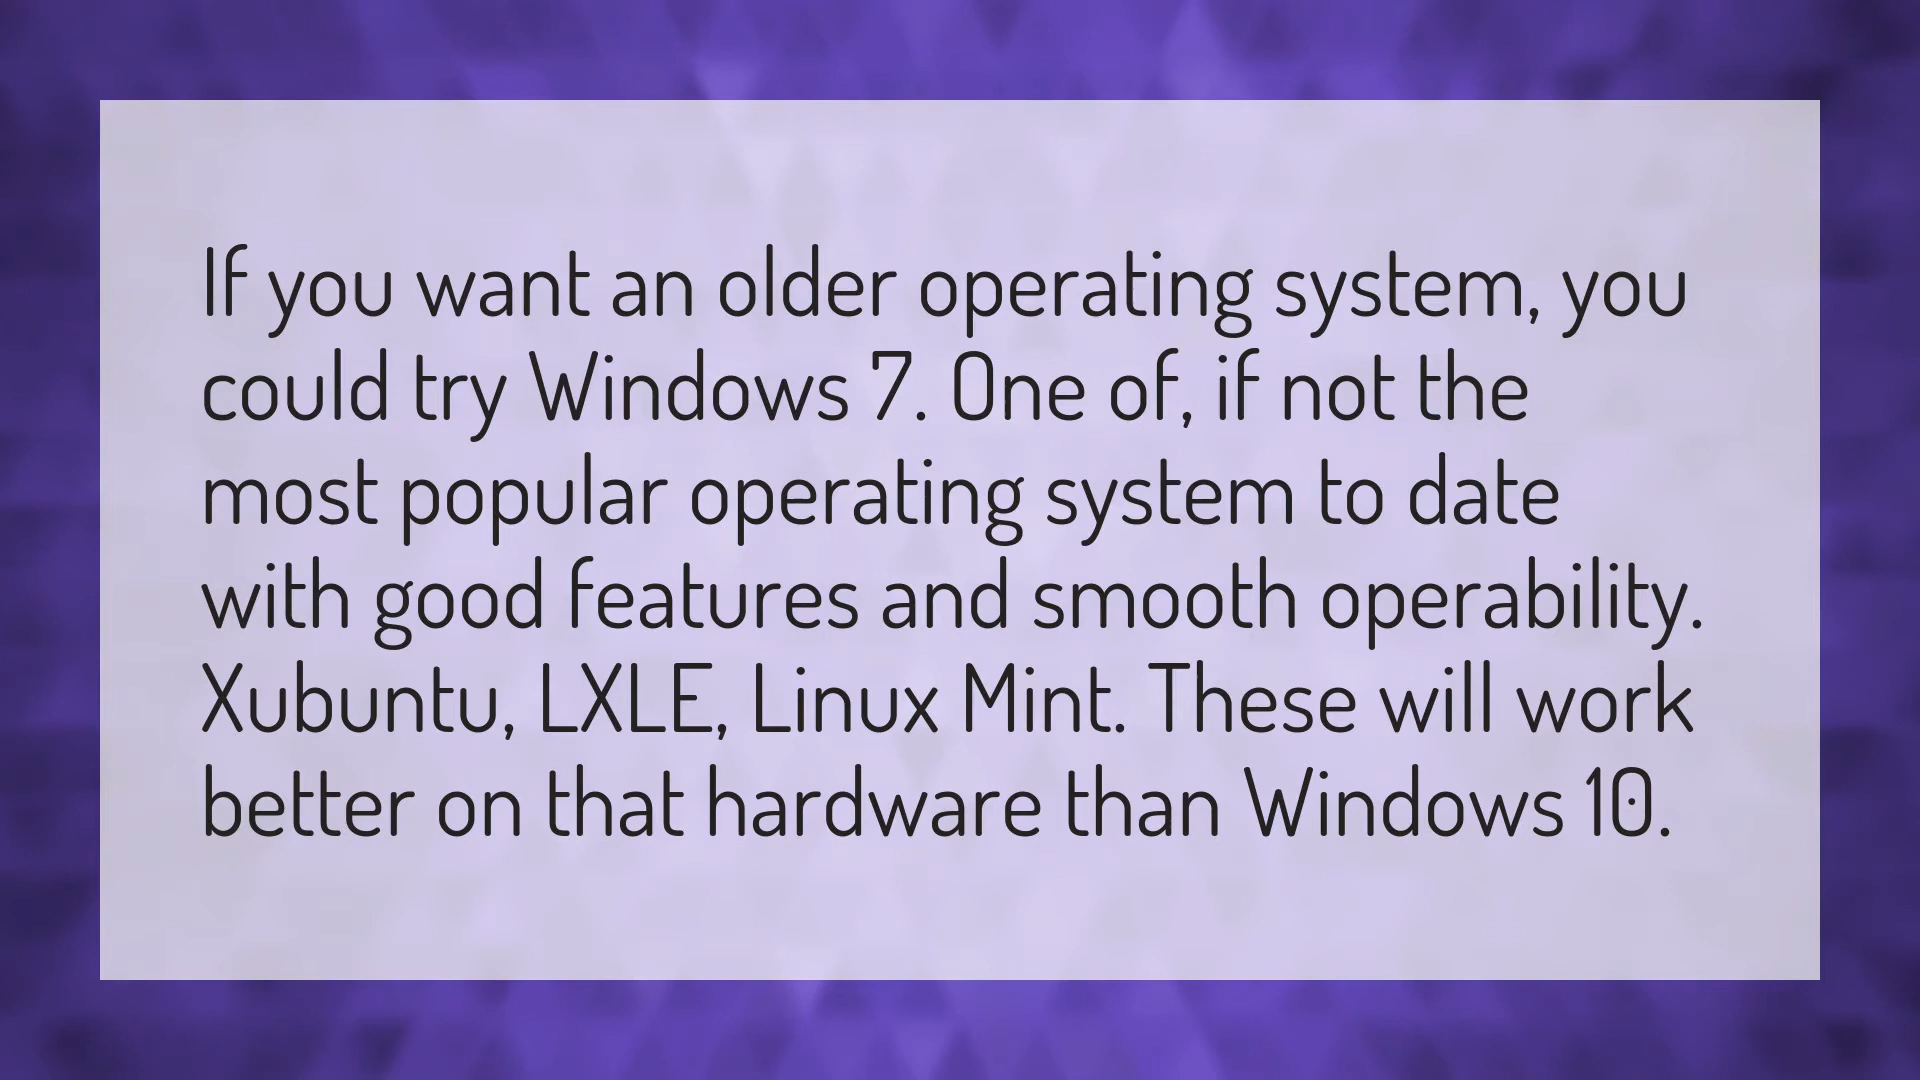 If you want an older operating system, you
could try Windows 7. One of, if not the
most popular operating system to date
with good features and smooth operability.
Xubuntu, LXLE, Linux Mint. These will work
better on that hardware than Windows 10.